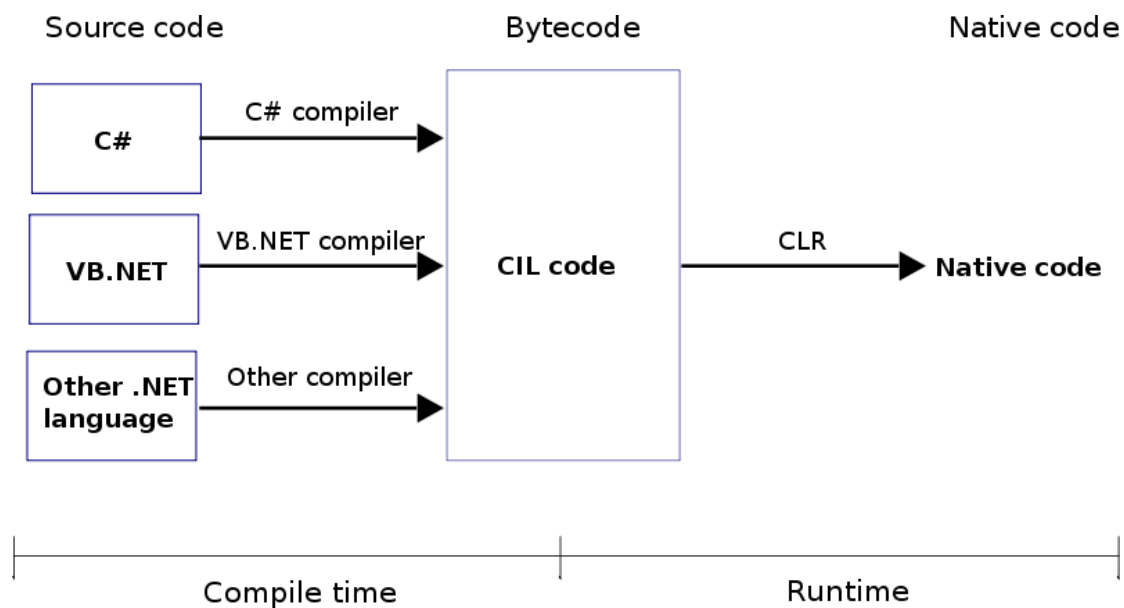 Source code
Bytecode
Native code
C#
C# compiler
VB.NET
VB.NET compiler
CIL code
CLR
Native code
Other .NET
language
Other compiler
Compile time
Runtime